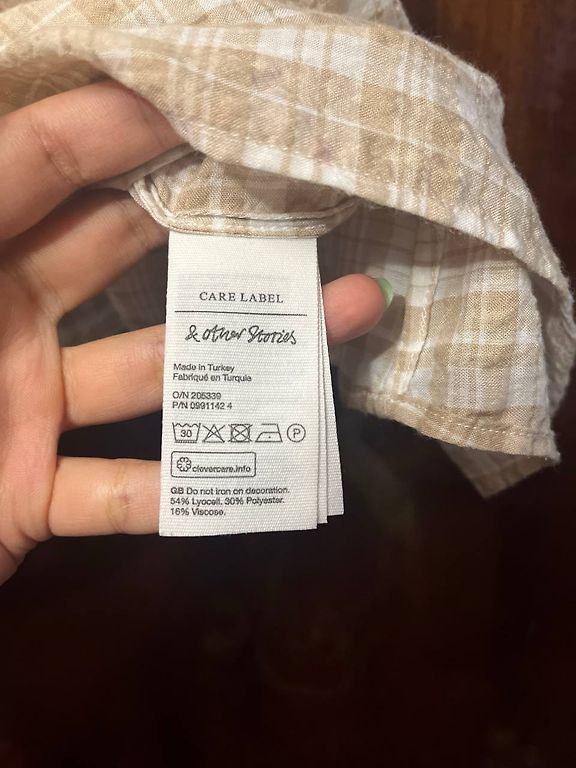 CARE LABEL
& other Stories
Made in Turkey
Fabriqué en Turquie
O/N 205339
P/N 0991142 4
30 P
clevercare.info
GB Do not iron on decoration.
54% Lyocell. 30% Polyester.
16% Viscose.